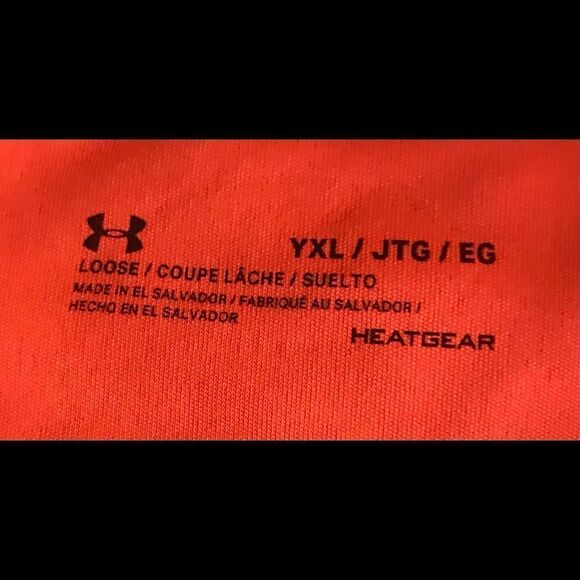 YXL / JTG / EG
LOOSE / COUPE LÂCHE / SUELTO
MADE IN EL SALVADOR / FABRIQUÉ AU SALVADOR /
HECHO EN EL SALVADOR
HEATGEAR